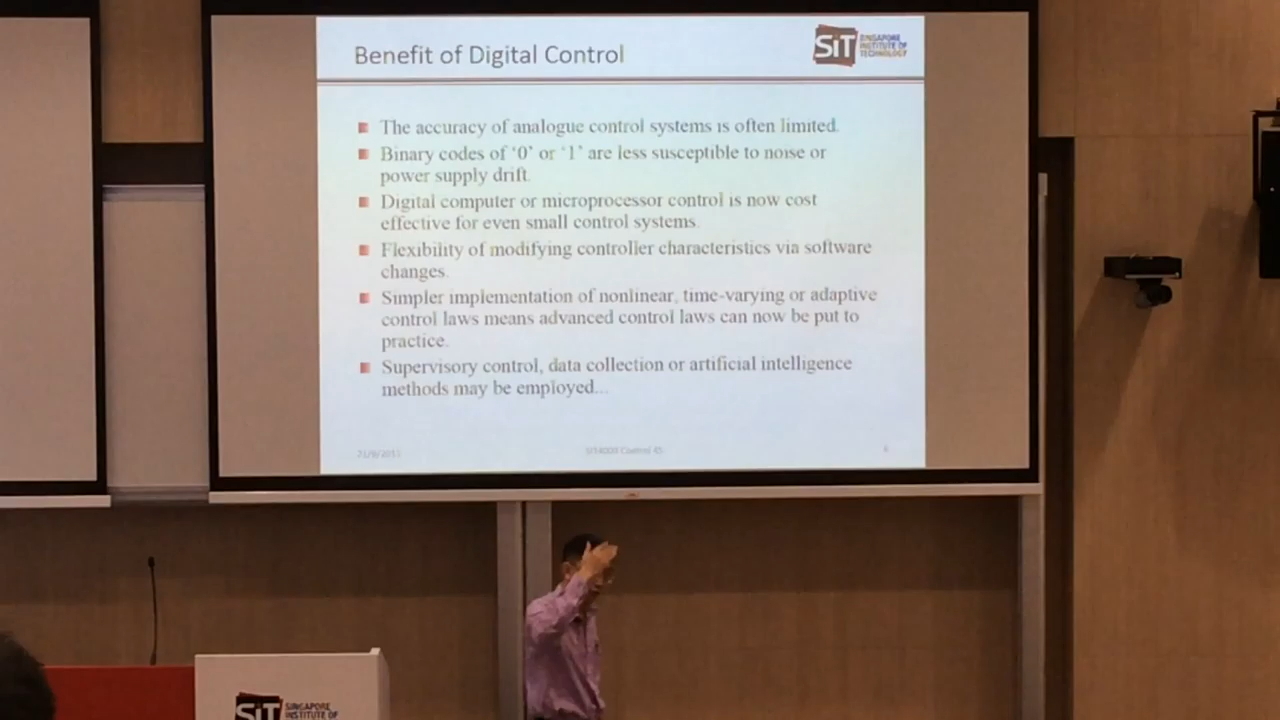 Benefit of Digital Control
SiT SINGAPORE
INSTITUTE OF
TECHNOLOGY
The accuracy of analogue control systems is often limited.
Binary codes of '0' or '1' are less susceptible to noise or
power supply drift.
Digital computer or microprocessor control is now cost
effective for even small control systems.
Flexibility of modifying controller characteristics via software
changes.
Simpler implementation of nonlinear, time-varying or adaptive
control laws means advanced control laws can now be put to
practice.
Supervisory control, data collection or artificial intelligence
methods may be employed...
SiT SINGAPORE
INSTITUTE OF